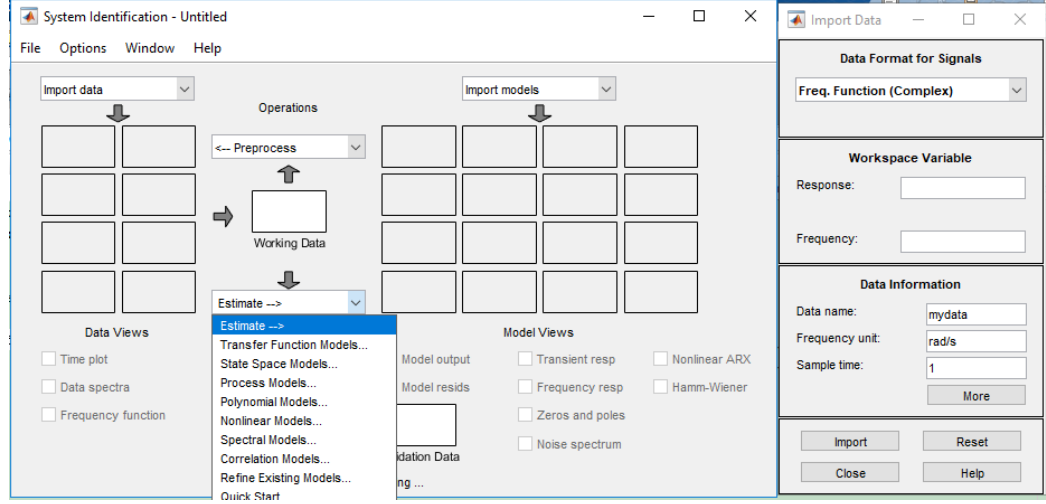 System Identification - Untitled
File Options Window Help
Import data
Operations
Import models
<-- Preprocess
Working Data
Estimate -->
Estimate -->
Transfer Function Models...
State Space Models...
Process Models...
Polynomial Models...
Nonlinear Models...
Spectral Models...
Correlation Models...
Refine Existing Models...
Quick Start
Data Views
Time plot
Data spectra
Frequency function
Model Views
Model output
Transient resp
Nonlinear ARX
Model resids
Frequency resp
Hamm-Wiener
Zeros and poles
Noise spectrum
idation Data
ng ...
Import Data
Data Format for Signals
Freq. Function (Complex)
Workspace Variable
Response:
Frequency:
Data Information
Data name: mydata
Frequency unit: rad/s
Sample time: 1
More
Import Reset
Close Help